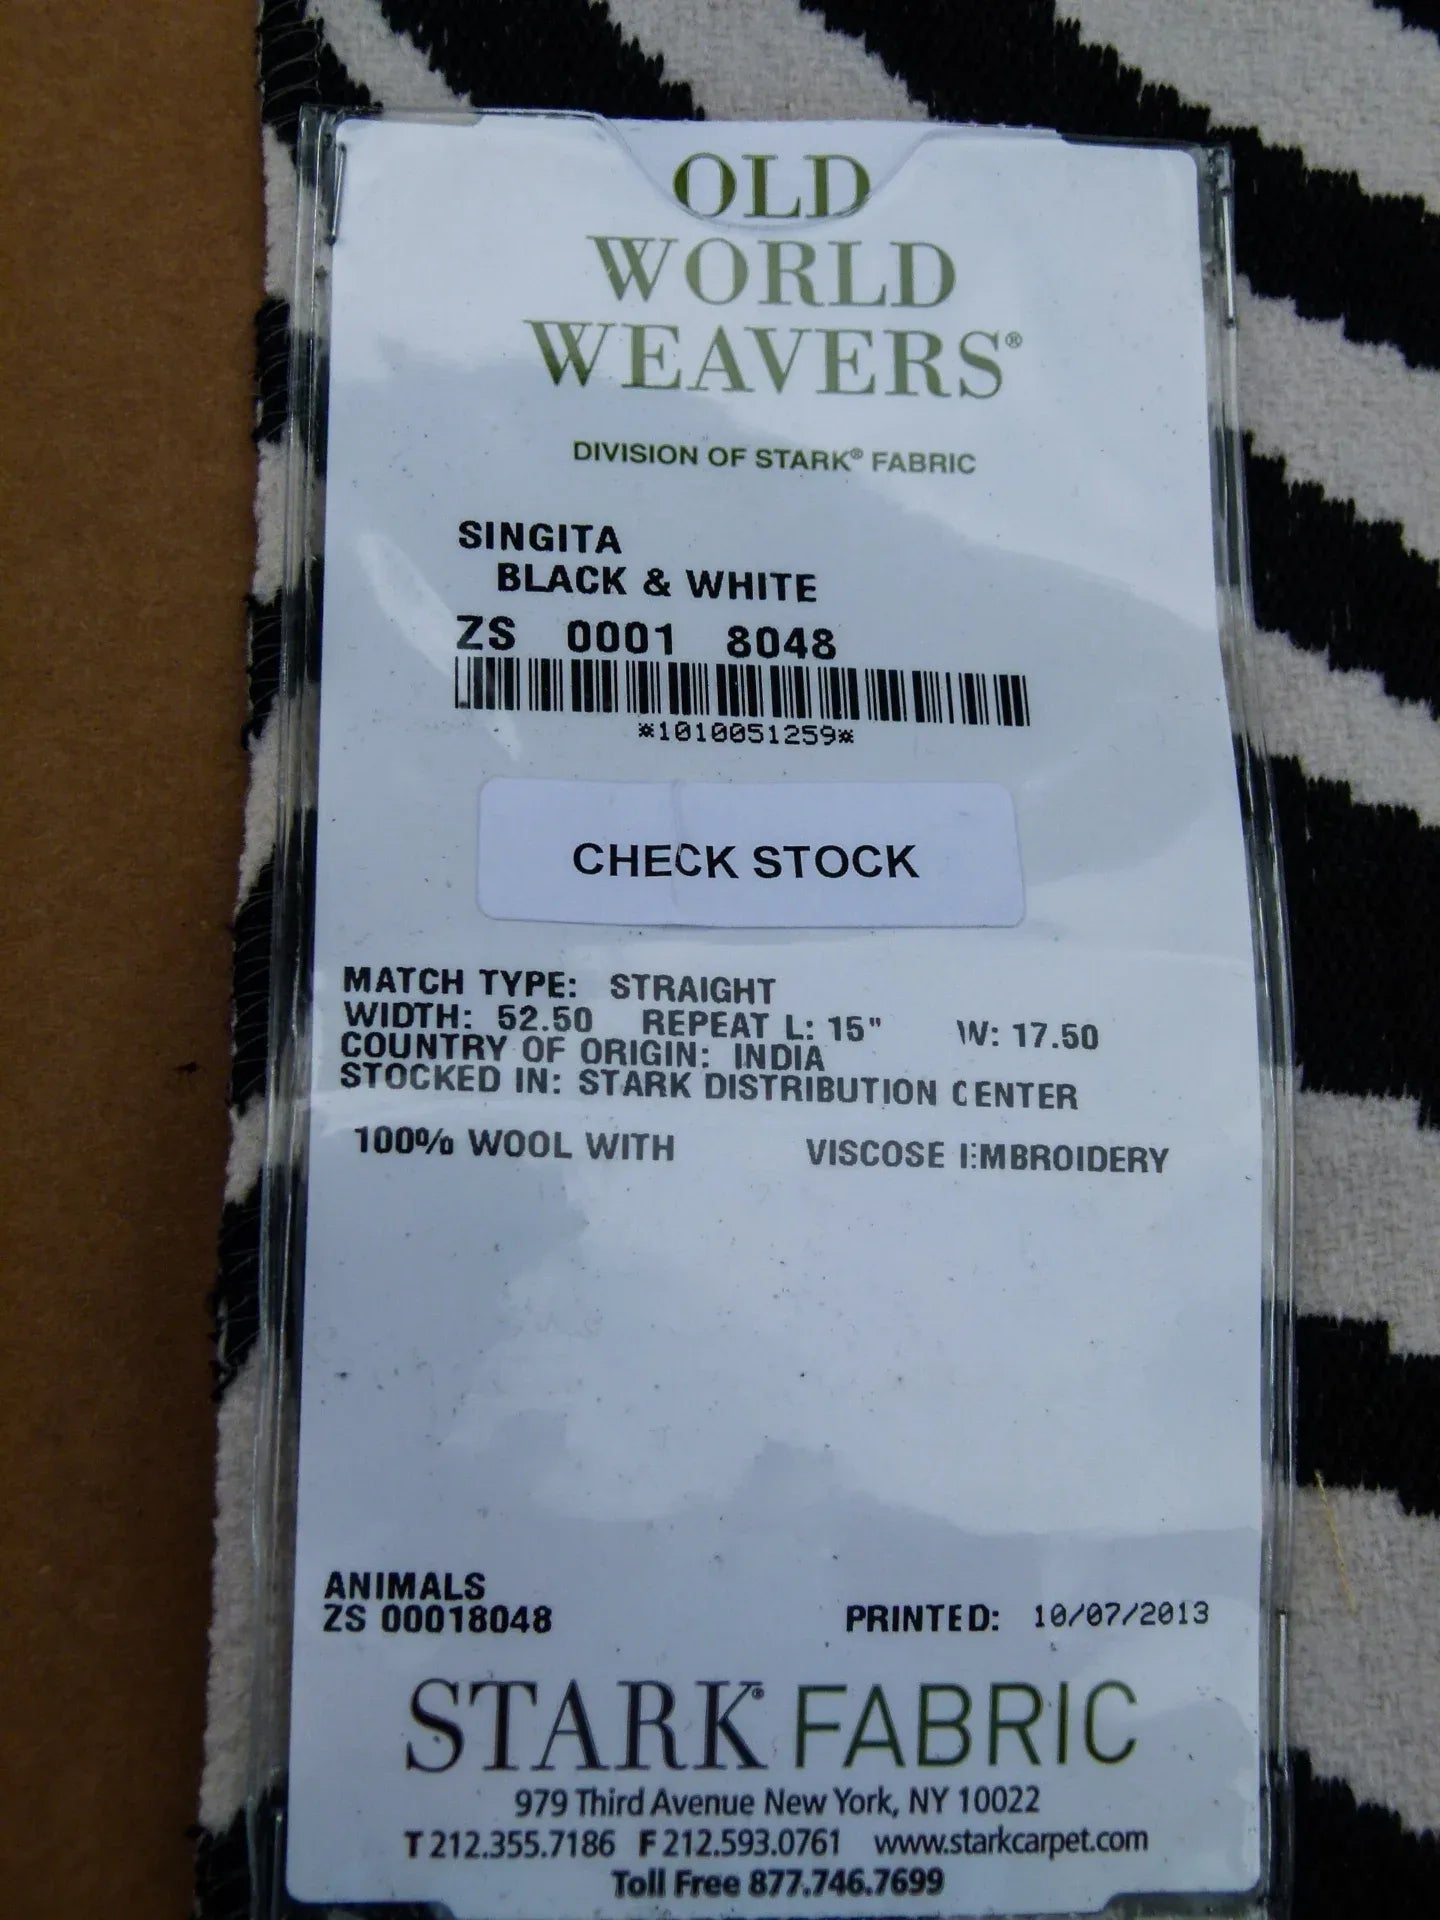 OLD
WORLD
WEAVERS®
DIVISION OF STARK® FABRIC
SINGITA
BLACK & WHITE
ZS 0001 8048
*1010051259*
CHECK STOCK
MATCH TYPE: STRAIGHT
WIDTH: 52.50 REPEAT L: 15" W: 17.50
COUNTRY OF ORIGIN: INDIA
STOCKED IN: STARK DISTRIBUTION CENTER
100% WOOL WITH VISCOSE EMBROIDERY
ANIMALS
ZS 00018048 PRINTED: 10/07/2013
STARK® FABRIC
979 Third Avenue New York, NY 10022
T 212.355.7186 F 212.593.0761 www.starkcarpet.com
Toll Free 877.746.7699